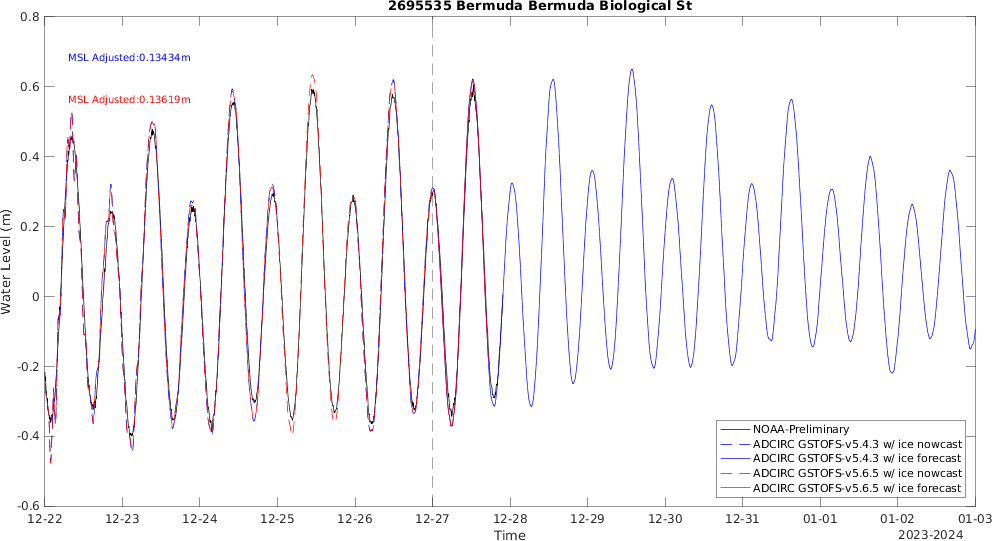 2695535 Bermuda Bermuda Biological St
0.8
MSL Adjusted:0.13434m
0.6
MSL Adjusted:0.13619m
0.4
0.2
0
-0.2
-0.4
-0.6
Water Level (m)
NOAA-Preliminary
ADCIRC GSTOFS-v5.4.3 w/ ice nowcast
ADCIRC GSTOFS-v5.4.3 w/ ice forecast
ADCIRC GSTOFS-v5.6.5 w/ ice nowcast
ADCIRC GSTOFS-v5.6.5 w/ ice forecast
12-22 12-23 12-24 12-25 12-26 12-27 12-28 12-29 12-30 12-31 01-01 01-02 01-03
Time
2023-2024